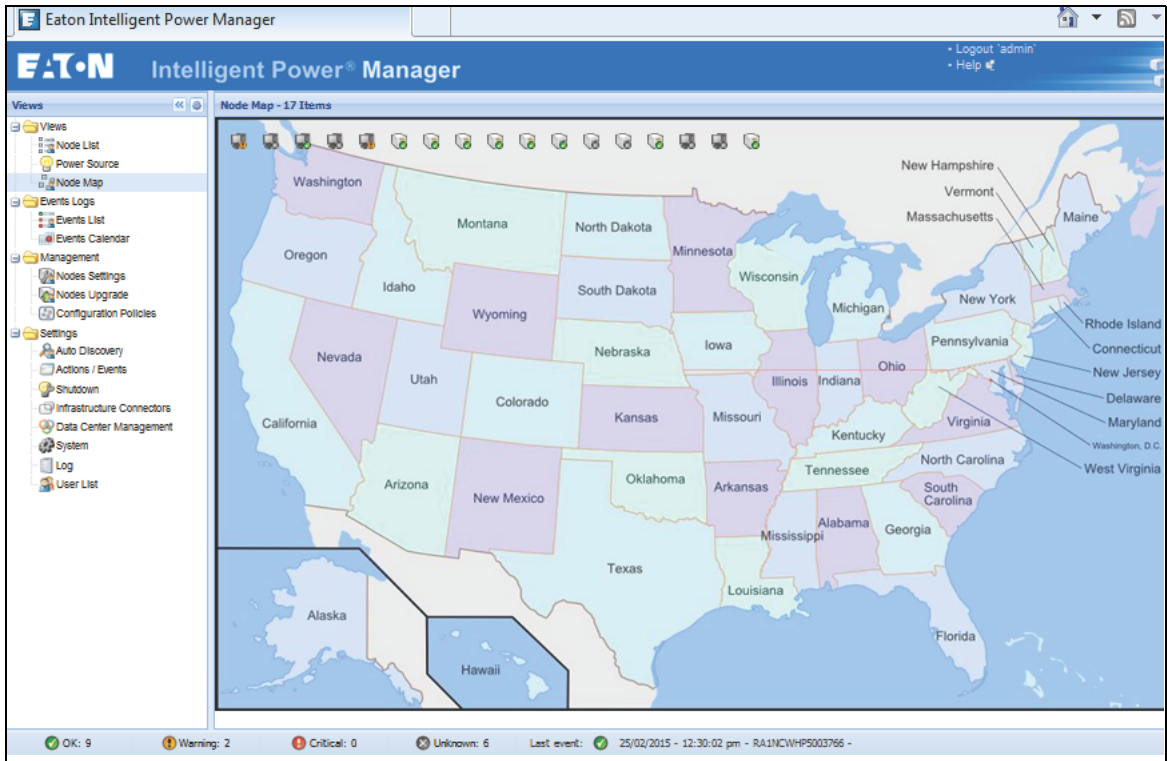 Eaton Intelligent Power Manager
EATON Intelligent Power® Manager
• Logout 'admin'
• Help
Views
Node Map - 17 Items
Views
Node List
Power Source
Node Map
Events Logs
Events List
Events Calendar
Management
Nodes Settings
Nodes Upgrade
Configuration Policies
Settings
Auto Discovery
Actions / Events
Shutdown
Infrastructure Connectors
Data Center Management
System
Log
User List
New Hampshire
Vermont
Massachusetts
Maine
Washington
Montana
North Dakota
Minnesota
Oregon
Idaho
South Dakota
Wisconsin
Michigan
New York
Wyoming
Rhode Island
Connecticut
Pennsylvania
New Jersey
Nevada
Utah
Nebraska
Iowa
Ohio
Illinois
Indiana
Delaware
Colorado
California
Kansas
Missouri
Kentucky
Virginia
Maryland
Washington, D.C.
West Virginia
North Carolina
Tennessee
Arizona
New Mexico
Oklahoma
Arkansas
South
Carolina
Alabama
Mississippi
Georgia
Texas
Louisiana
Alaska
Hawaii
Florida
OK: 9
Warning: 2
Critical: 0
Unknown: 6
Last event: 25/02/2015 - 12:30:02 pm - RA1NCWHPS003766 -